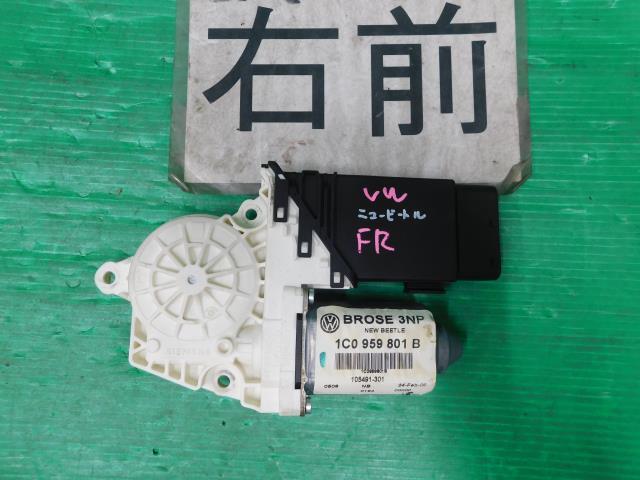 右前
VW
ニュービートル
FR
BROSE 3NP
NEW BEETLE
1C0 959 801 B
105491-301
SIEMENS